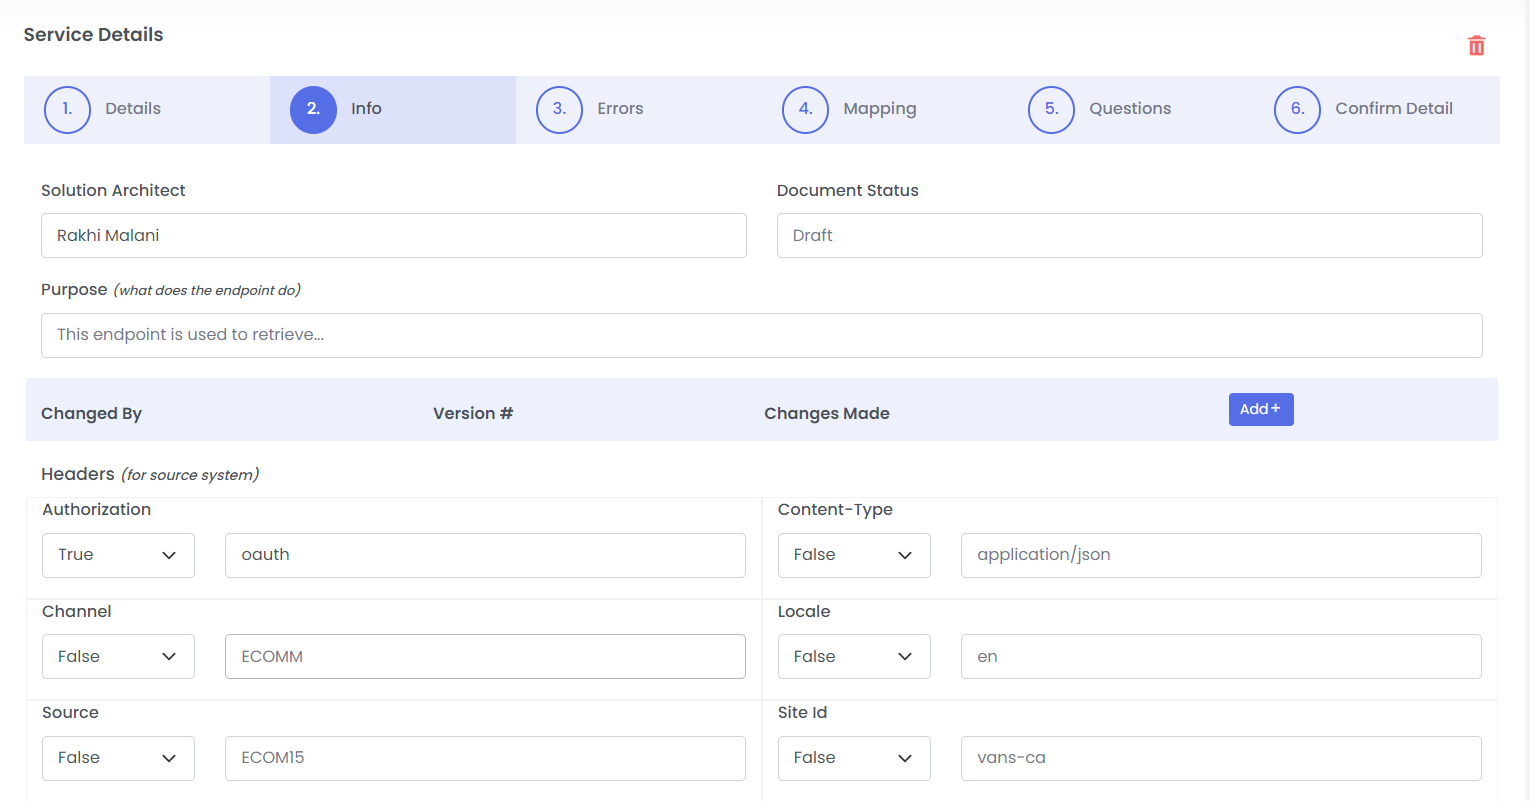 Service Details
1. Details 2. Info 3. Errors 4. Mapping 5. Questions 6. Confirm Detail
Solution Architect Document Status
Rakhi Malani Draft
Purpose (what does the endpoint do)
This endpoint is used to retrieve...
Changed By Version # Changes Made Add+
Headers (for source system)
Authorization Content-Type
True oauth False application/json
Channel Locale
False ECOMM False en
Source Site Id
False ECOM15 False vans-ca